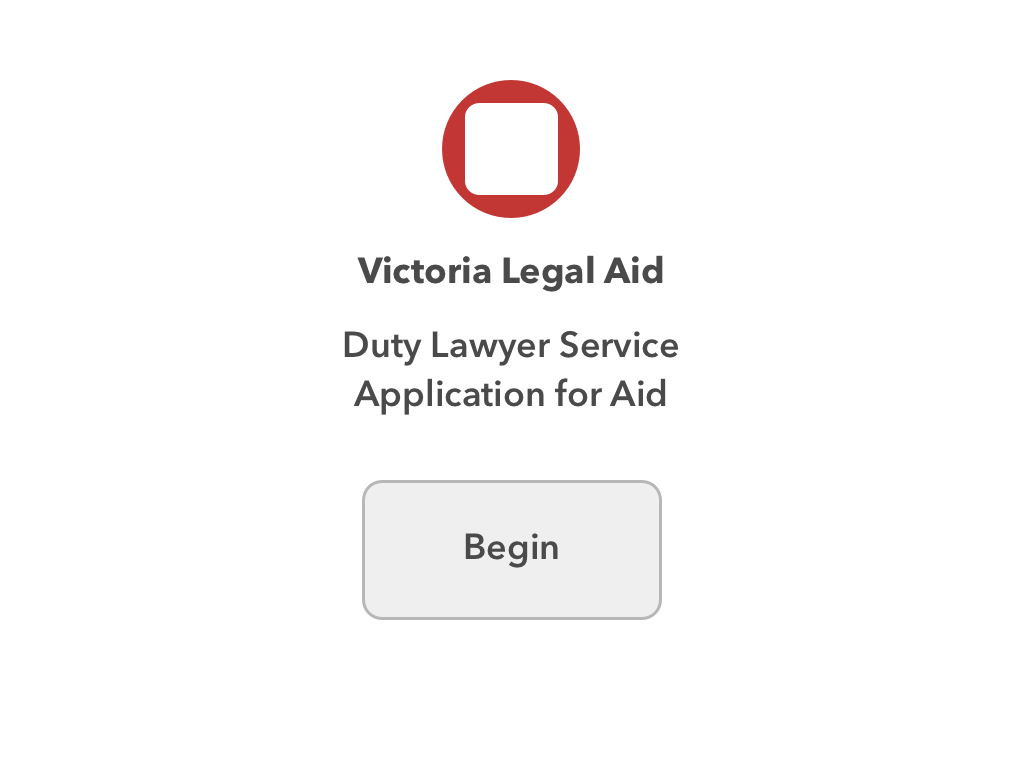 Victoria Legal Aid
Duty Lawyer Service
Application for Aid
Begin